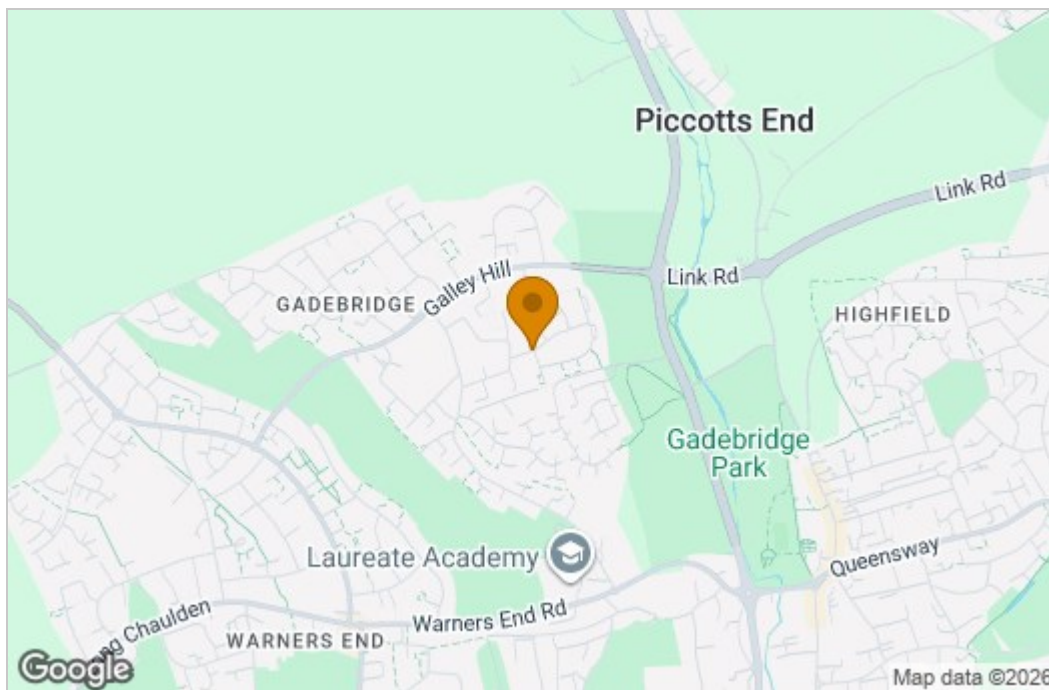 Piccotts End
Link Rd
Galley Hill
Link Rd
GADEBRIDGE
HIGHFIELD
Gadebridge
Park
Laureate Academy
Queensway
Warners End Rd
Chaulden
WARNERS END
Google
Map data ©2026